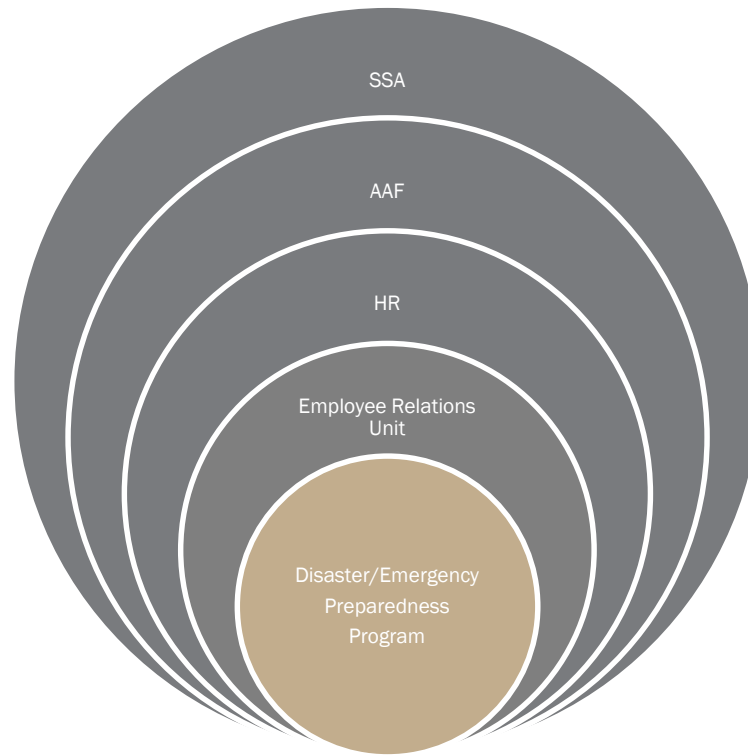 SSA
AAF
HR
Employee Relations
Unit
Disaster/Emergency
Preparedness
Program